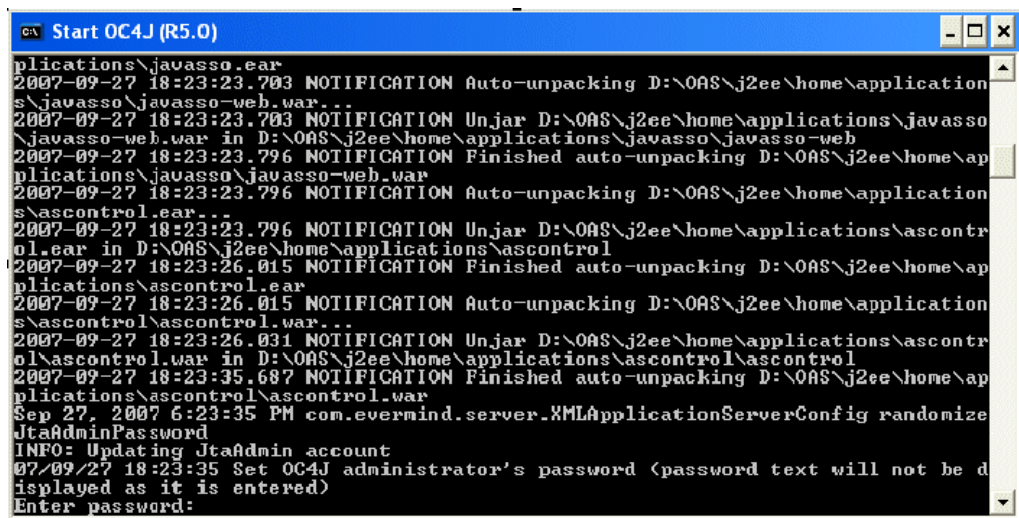 Start OC4J (R5.0)
plications\javasso.ear
2007-09-27 18:23:23.703 NOTIFICATION Auto-unpacking D:\OAS\j2ee\home\application
s\javasso\javasso-web.war...
2007-09-27 18:23:23.703 NOTIFICATION Unjar D:\OAS\j2ee\home\applications\javasso
\javasso-web.war in D:\OAS\j2ee\home\applications\javasso\javasso-web
2007-09-27 18:23:23.796 NOTIFICATION Finished auto-unpacking D:\OAS\j2ee\home\ap
plications\javasso\javasso-web.war
2007-09-27 18:23:23.796 NOTIFICATION Auto-unpacking D:\OAS\j2ee\home\application
s\ascontrol.ear...
2007-09-27 18:23:23.796 NOTIFICATION Unjar D:\OAS\j2ee\home\applications\ascontr
ol.ear in D:\OAS\j2ee\home\applications\ascontrol
2007-09-27 18:23:26.015 NOTIFICATION Finished auto-unpacking D:\OAS\j2ee\home\ap
plications\ascontrol.ear
2007-09-27 18:23:26.015 NOTIFICATION Auto-unpacking D:\OAS\j2ee\home\application
s\ascontrol\ascontrol.war...
2007-09-27 18:23:26.031 NOTIFICATION Unjar D:\OAS\j2ee\home\applications\ascontr
ol\ascontrol.war in D:\OAS\j2ee\home\applications\ascontrol\ascontrol
2007-09-27 18:23:35.687 NOTIFICATION Finished auto-unpacking D:\OAS\j2ee\home\ap
plications\ascontrol\ascontrol.war
Sep 27, 2007 6:23:35 PM com.evermind.server.XMLApplicationServerConfig randomize
JtaAdminPassword
INFO: Updating JtaAdmin account
07/09/27 18:23:35 Set OC4J administrator's password (password text will not be d
isplayed as it is entered)
Enter password: